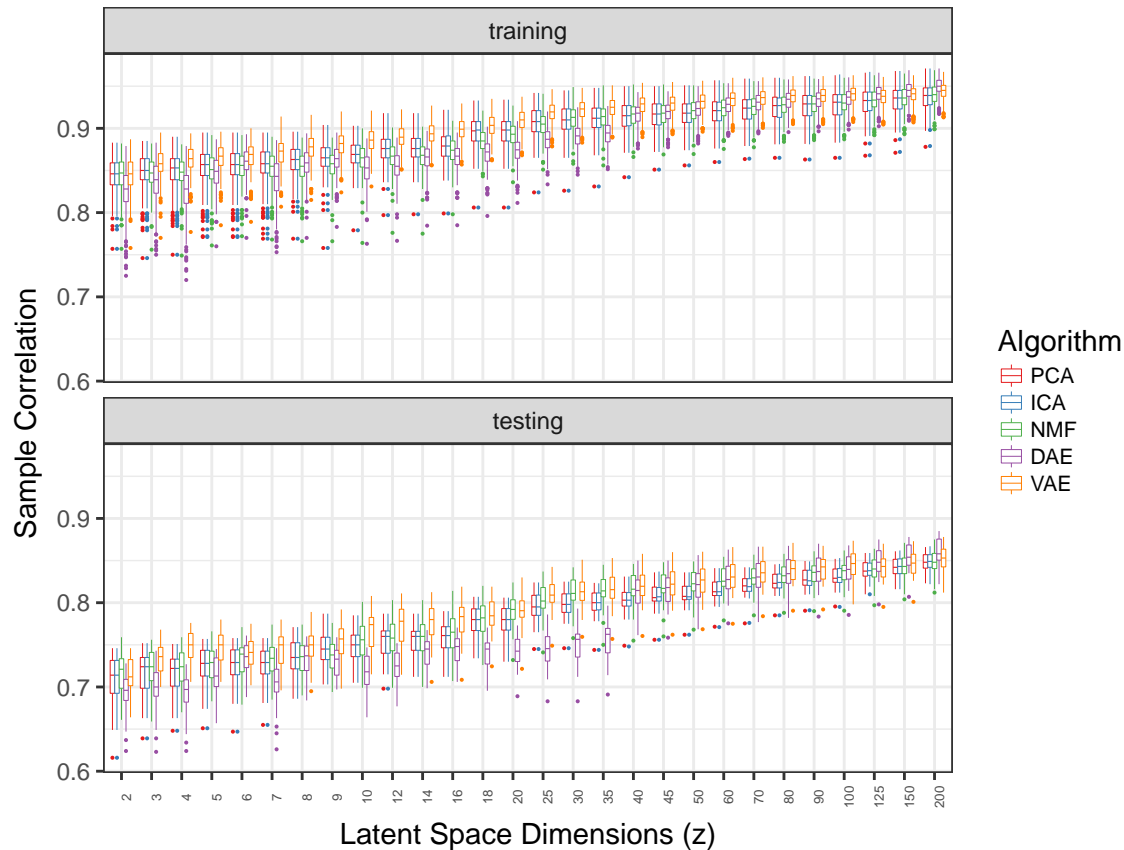 training
0.9
0.8
0.7
0.6
testing
0.9
0.8
0.7
0.6
Sample Correlation
2 3 4 5 6 7 8 9 10 12 14 16 18 20 25 30 35 40 45 50 60 70 80 90 100 125 150 200
Latent Space Dimensions (z)
Algorithm
PCA
ICA
NMF
DAE
VAE